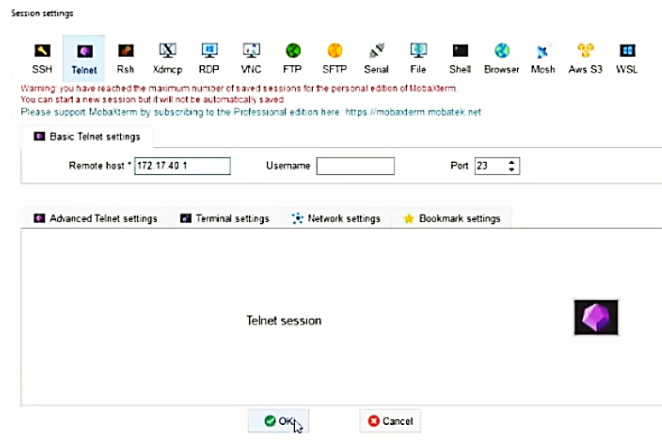 Session settings
SSH Telnet Rsh Xdmcp RDP VNC FTP SFTP Serial File Shell Browser Mosh Aws S3 WSL
Warning: you have reached the maximum number of saved sessions for the personal edition of MobaXterm.
You can start a new session but it will not be automatically saved
Please support MobaXterm by subscribing to the Professional edition here: https://mobaxterm.mobatek.net
Basic Telnet settings
Remote host * 172.17.40.1 Username Port 23
Advanced Telnet settings Terminal settings Network settings Bookmark settings
Telnet session
OK Cancel